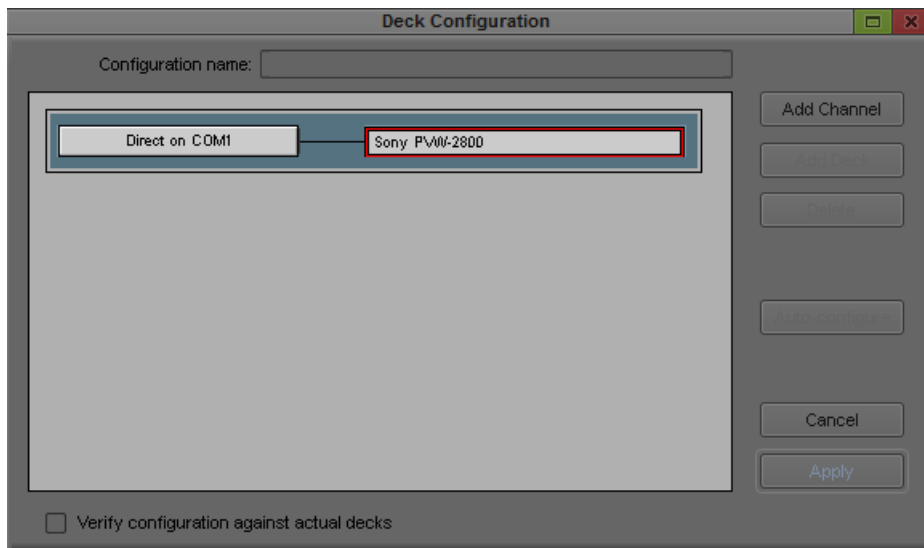 Deck Configuration
Configuration name:
Add Channel
Direct on COM1
Sony PVW-2800
Add Deck
Delete
Auto-configure
Cancel
Apply
Verify configuration against actual decks